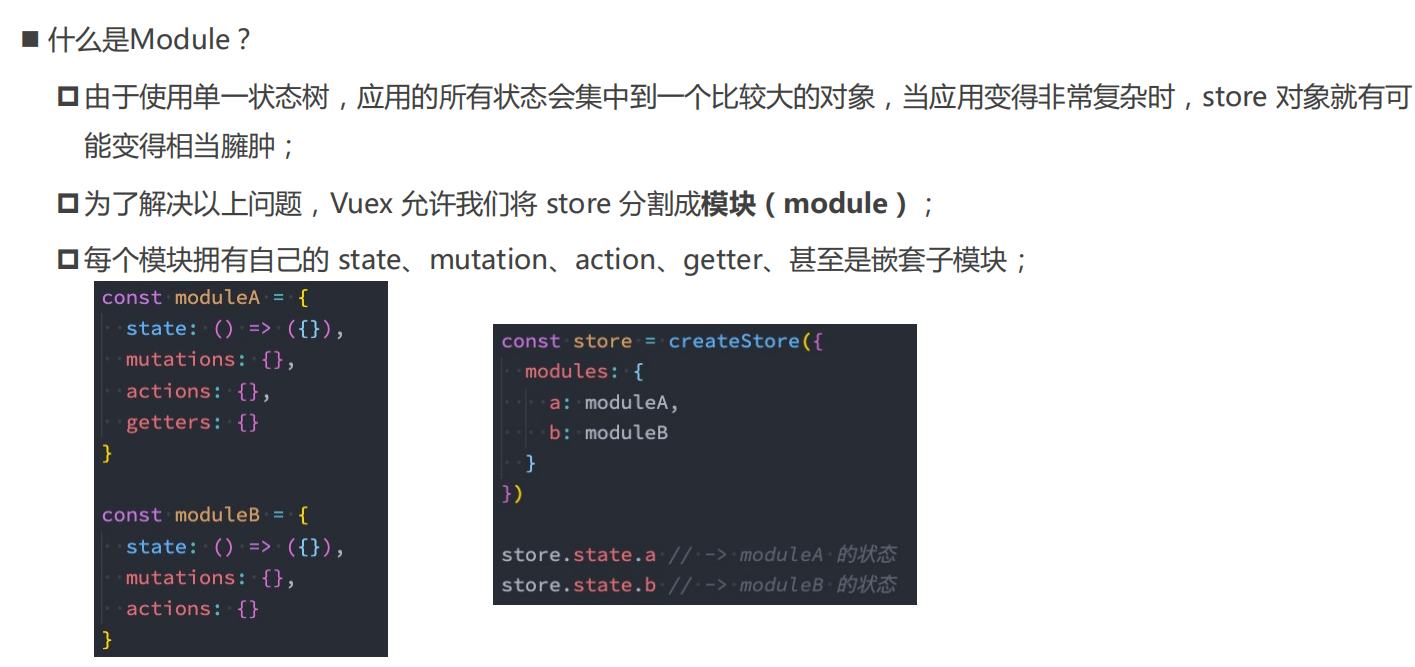 什么是Module？
由于使用单一状态树，应用的所有状态会集中到一个比较大的对象，当应用变得非常复杂时，store 对象就有可
能变得相当臃肿；
为了解决以上问题，Vuex 允许我们将 store 分割成模块（module）；
每个模块拥有自己的 state、mutation、action、getter、甚至是嵌套子模块；
const moduleA = {
  state: () => ({}),
  mutations: {},
  actions: {},
  getters: {}
}
const moduleB = {
  state: () => ({}),
  mutations: {},
  actions: {}
}
const store = createStore({
  modules: {
    a: moduleA,
    b: moduleB
  }
})
store.state.a // -> moduleA 的状态
store.state.b // -> moduleB 的状态